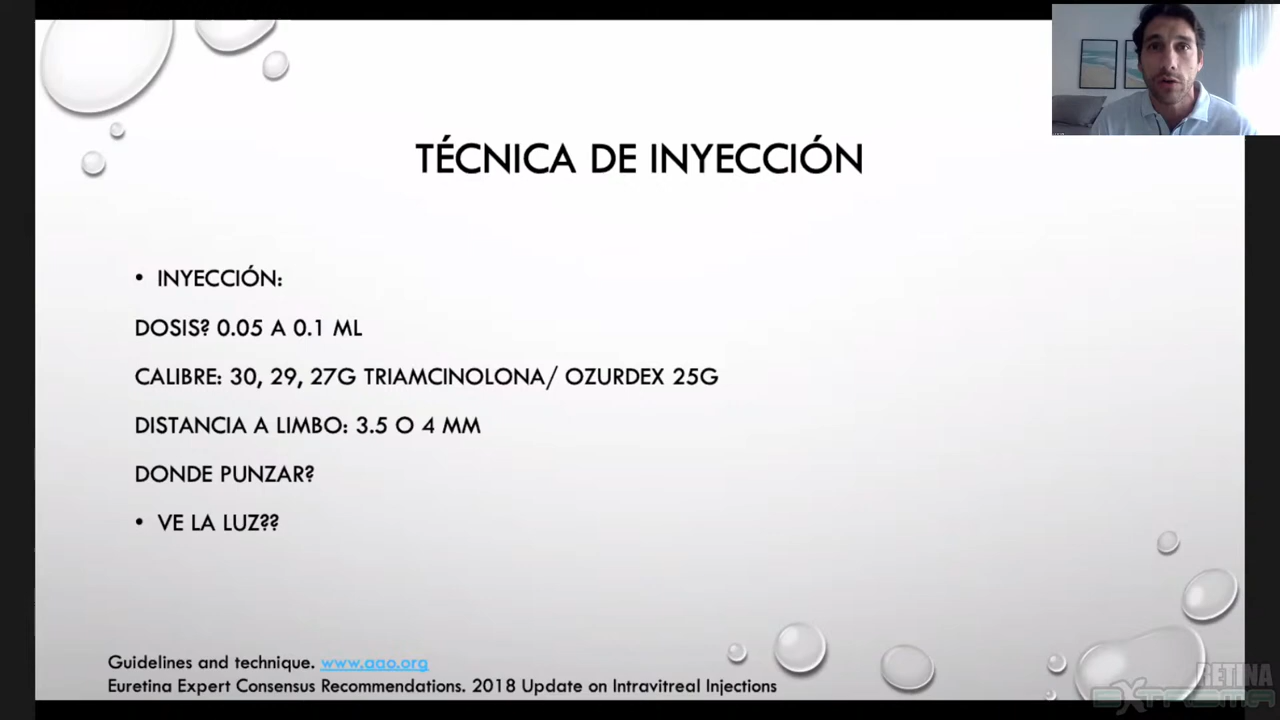 TÉCNICA DE INYECCIÓN
• INYECCIÓN:
DOSIS? 0.05 A 0.1 ML
CALIBRE: 30, 29, 27G TRIAMCINOLONA/ OZURDEX 25G
DISTANCIA A LIMBO: 3.5 O 4 MM
DONDE PUNZAR?
• VE LA LUZ??
Guidelines and technique. www.aao.org
Euretina Expert Consensus Recommendations. 2018 Update on Intravitreal Injections
RETINA
EXTREMA